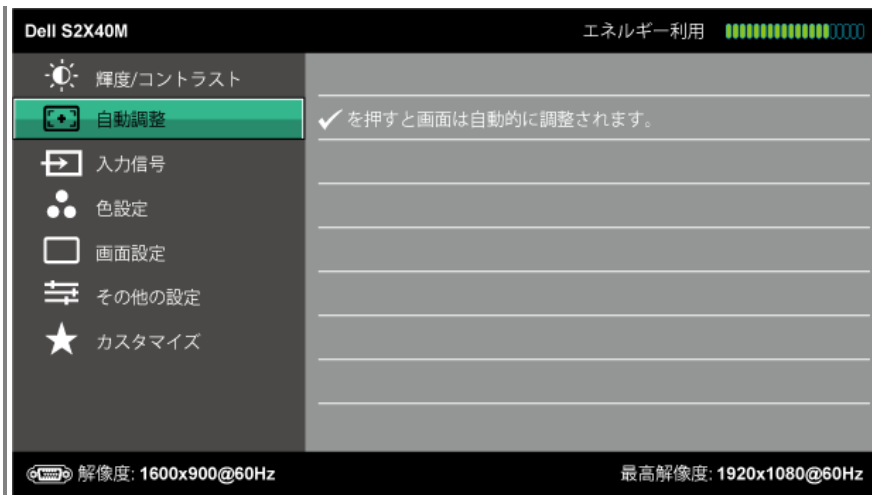 Dell S2X40M エネルギー利用
輝度/コントラスト
自動調整 を押すと画面は自動的に調整されます。
入力信号
色設定
画面設定
その他の設定
カスタマイズ
解像度: 1600x900@60Hz 最高解像度: 1920x1080@60Hz